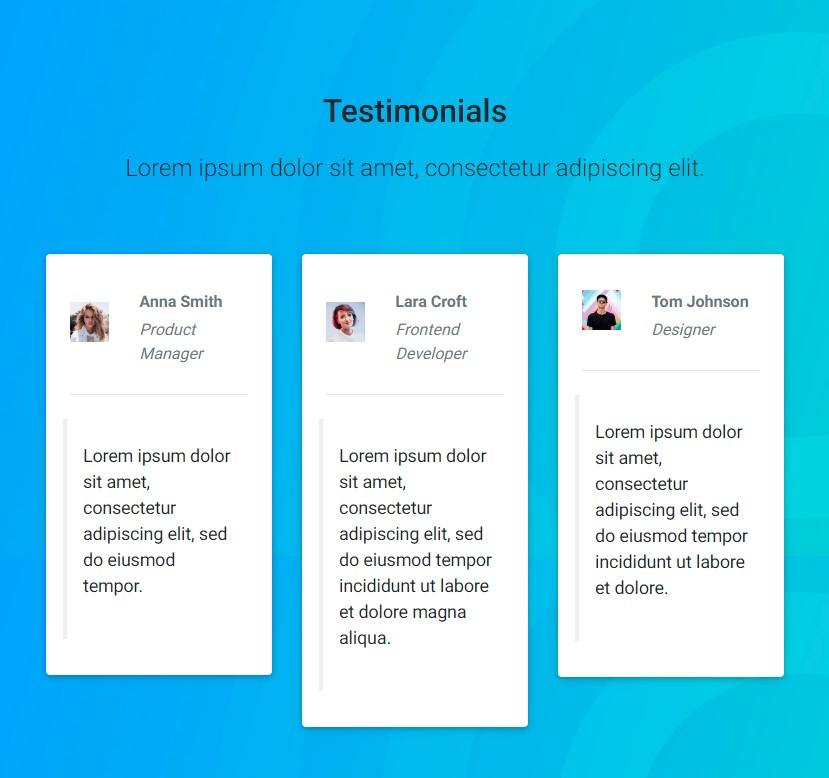 Testimonials
Lorem ipsum dolor sit amet, consectetur adipiscing elit.
Anna Smith
Product
Manager
Lorem ipsum dolor
sit amet,
consectetur
adipiscing elit, sed
do eiusmod
tempor.
Lara Croft
Frontend
Developer
Lorem ipsum dolor
sit amet,
consectetur
adipiscing elit, sed
do eiusmod tempor
incididunt ut labore
et dolore magna
aliqua.
Tom Johnson
Designer
Lorem ipsum dolor
sit amet,
consectetur
adipiscing elit, sed
do eiusmod tempor
incididunt ut labore
et dolore.